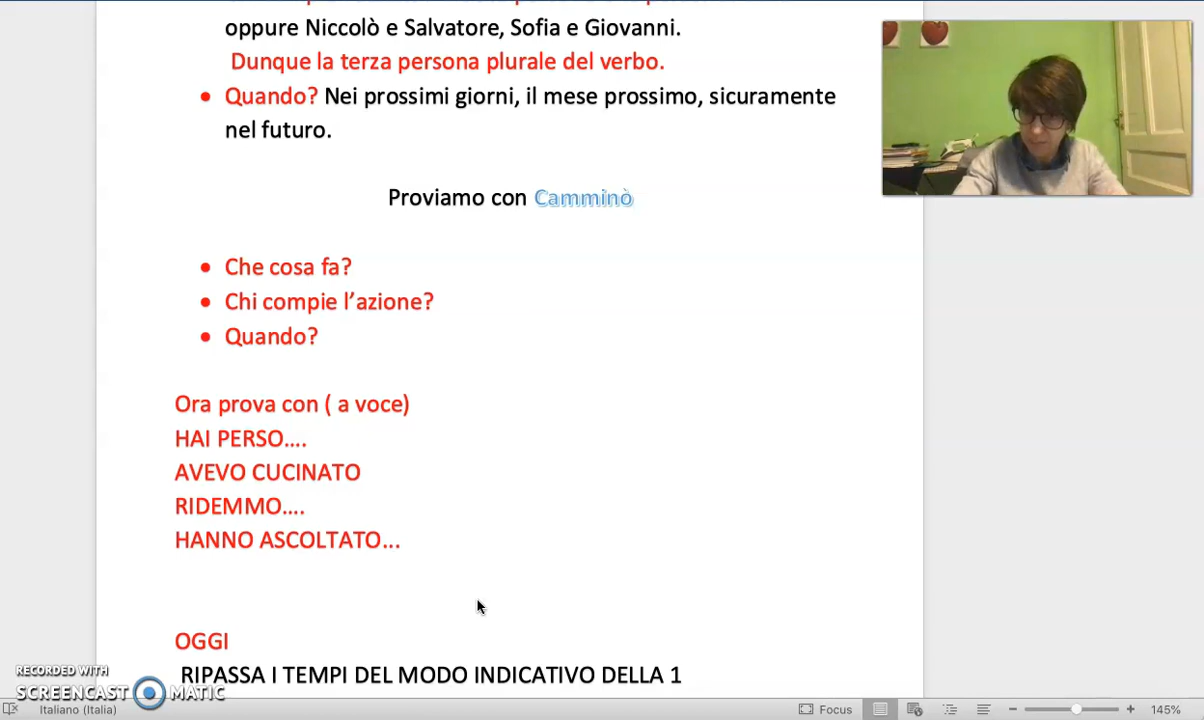 oppure Niccolò e Salvatore, Sofia e Giovanni.
Dunque la terza persona plurale del verbo.
• Quando? Nei prossimi giorni, il mese prossimo, sicuramente
nel futuro.
Proviamo con Camminò
• Che cosa fa?
• Chi compie l’azione?
• Quando?
Ora prova con ( a voce)
HAI PERSO....
AVEVO CUCINATO
RIDEMMO....
HANNO ASCOLTATO...
OGGI
RIPASSA I TEMPI DEL MODO INDICATIVO DELLA 1
RECORDED WITH
SCREENCAST MATIC
Italiano (Italia)
Focus
145%